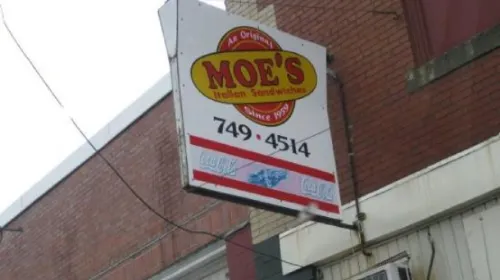 An Original
MOE'S
Italian Sandwiches
Since 1959
749•4514